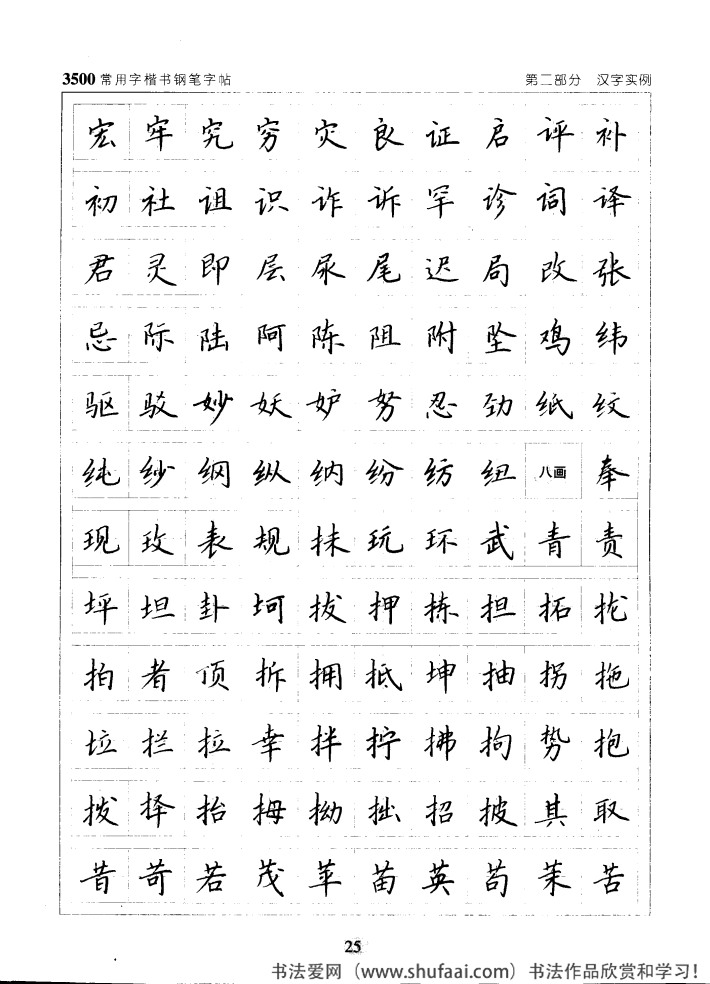 3500常用字楷书钢笔字帖 第二部分 汉字实例
宏牢究穷灾良证启评补
初社诅识诈诉罕诊词译
君灵即层尿尾迟局改张
忌际陆阿陈阻附坠鸡纬
驱驳妙妖妒努忍劲纸纹
纯纱纲纵纳纷纺纽八画奉
现玫表规抹玩环武青责
坪坦卦坷拔押拣担拓拢
拍者顶拆拥抵坤抽拐拖
垃拦拉幸拌拧拂拘势抱
拨择抬拇拗拙招披其取
昔苛若茂苹苗英苟茉苦
25
书法爱网（www.shufaai.com）书法作品欣赏和学习！